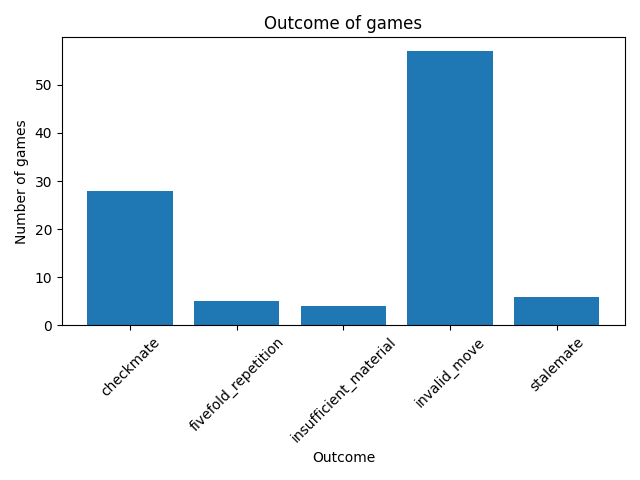 Outcome of games
Number of games
50
40
30
20
10
0
checkmate
fivefold_repetition
insufficient_material
invalid_move
stalemate
Outcome